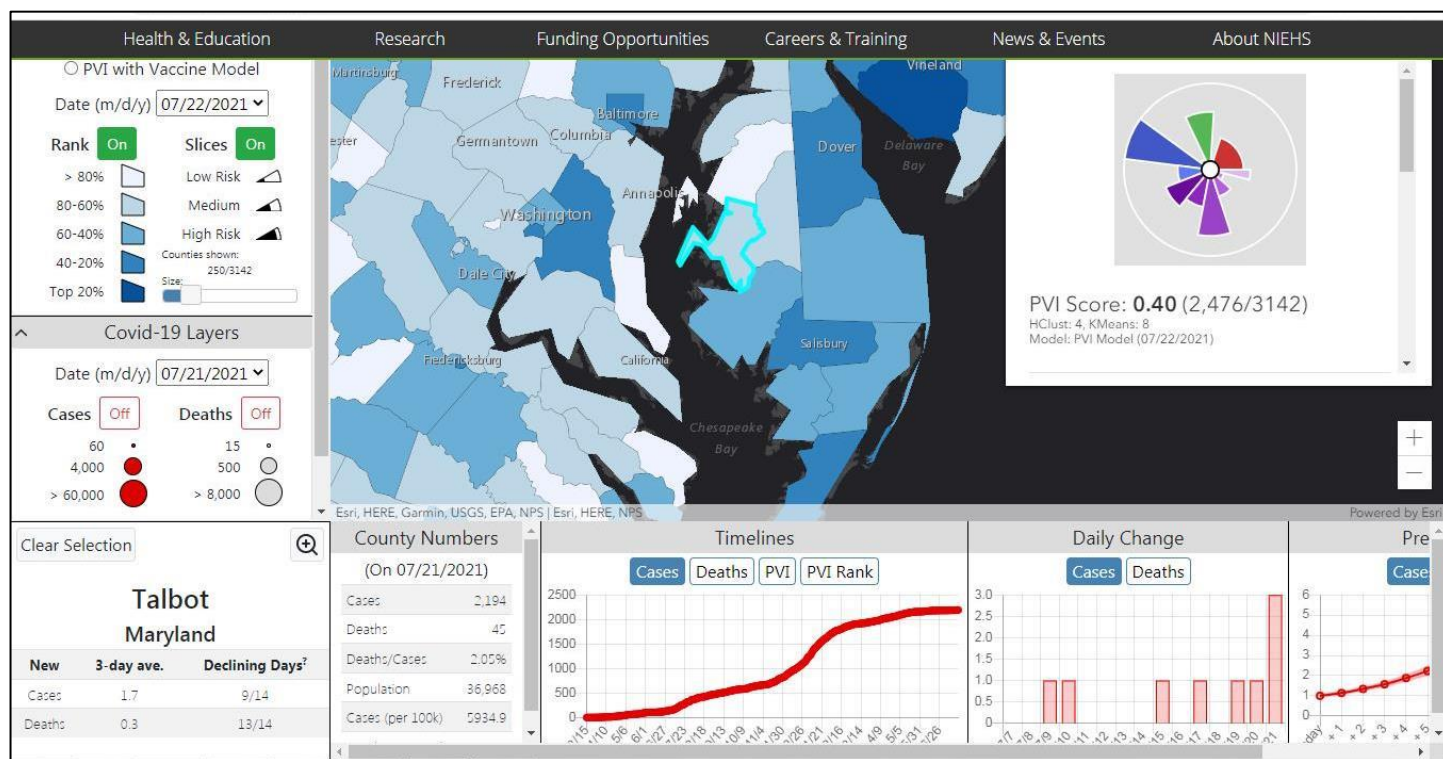 Health & Education Research Funding Opportunities Careers & Training News & Events About NIEHS
PVI with Vaccine Model
Date (m/d/y) 07/22/2021
Rank On Slices On
> 80% Low Risk
80-60% Medium
60-40% High Risk
40-20% Counties shown:
250/3142
Top 20% Size:
Covid-19 Layers
Date (m/d/y) 07/21/2021
Cases Off Deaths Off
60 15
4,000 500
> 60,000 > 8,000
Martinsburg
Frederick
Vineland
Baltimore
Germantown
Columbia
ester
Dover
Delaware
Bay
Annapolis
Washington
Dale City
Salisbury
Fredericksburg
California
Chesapeake
Bay
Esri, HERE, Garmin, USGS, EPA, NPS | Esri, HERE, NPS
Powered by Esri
PVI Score: 0.40 (2,476/3142)
HClust: 4, KMeans: 8
Model: PVI Model (07/22/2021)
+
−
Clear Selection
Talbot
Maryland
New 3-day ave. Declining Days?
Cases 1.7 9/14
Deaths 0.3 13/14
County Numbers
(On 07/21/2021)
Cases 2,194
Deaths 45
Deaths/Cases 2.05%
Population 36,968
Cases (per 100k) 5934.9
Timelines
Cases Deaths PVI PVI Rank
2500
2000
1500
1000
500
0
Daily Change
Cases Deaths
3.0
2.5
2.0
1.5
1.0
0.5
0
Pre
Case
6
5
4
3
2
1
0
day + 1 + 2 + 3 + 4 + 5